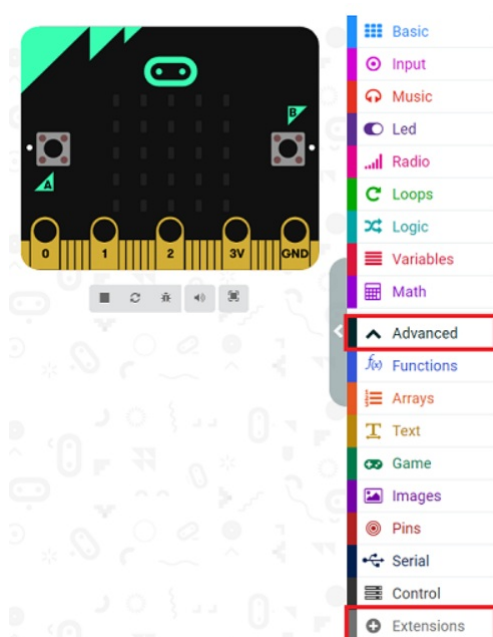 B
A
0 1 2 3V GND
Basic
Input
Music
Led
Radio
Loops
Logic
Variables
Math
Advanced
f(x) Functions
Arrays
T Text
Game
Images
Pins
Serial
Control
Extensions